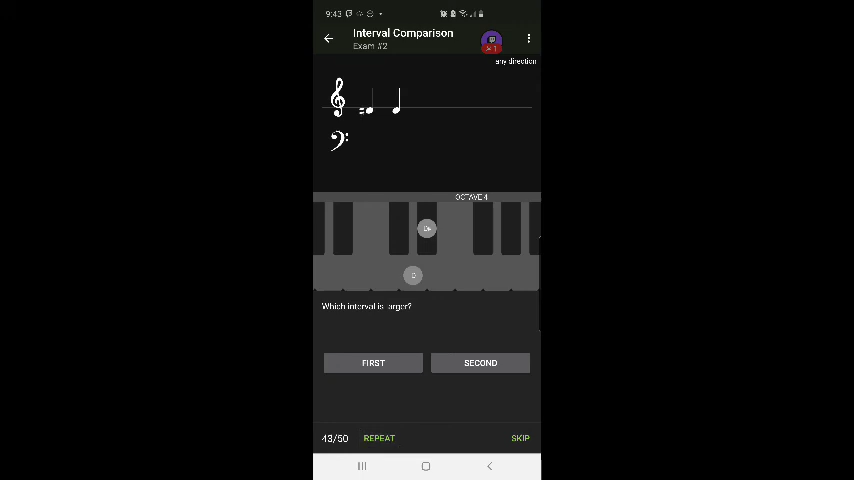 9:43
Interval Comparison
Exam #2
1
any direction
OCTAVE 4
D#
D
Which interval is larger?
FIRST
SECOND
43/50
REPEAT
SKIP